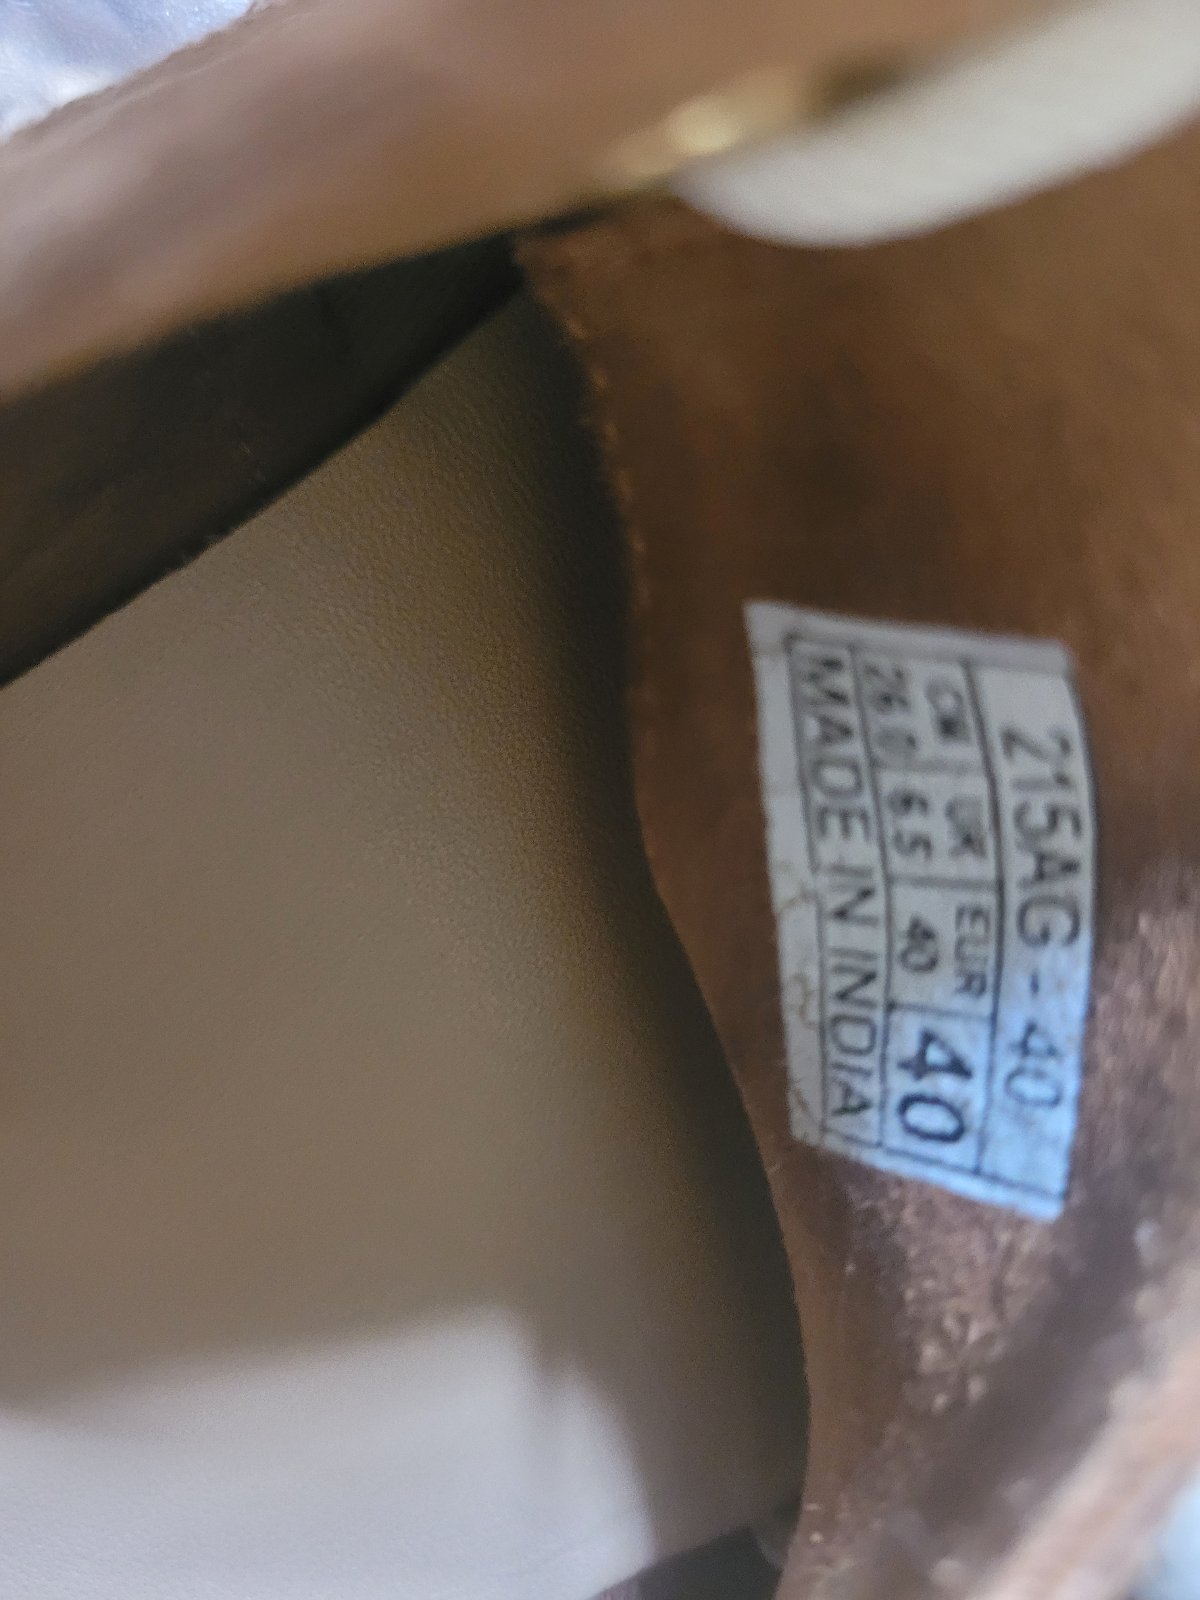 215AG - 40
CM UK EUR
26.0 6.5 40 40
MADE IN INDIA